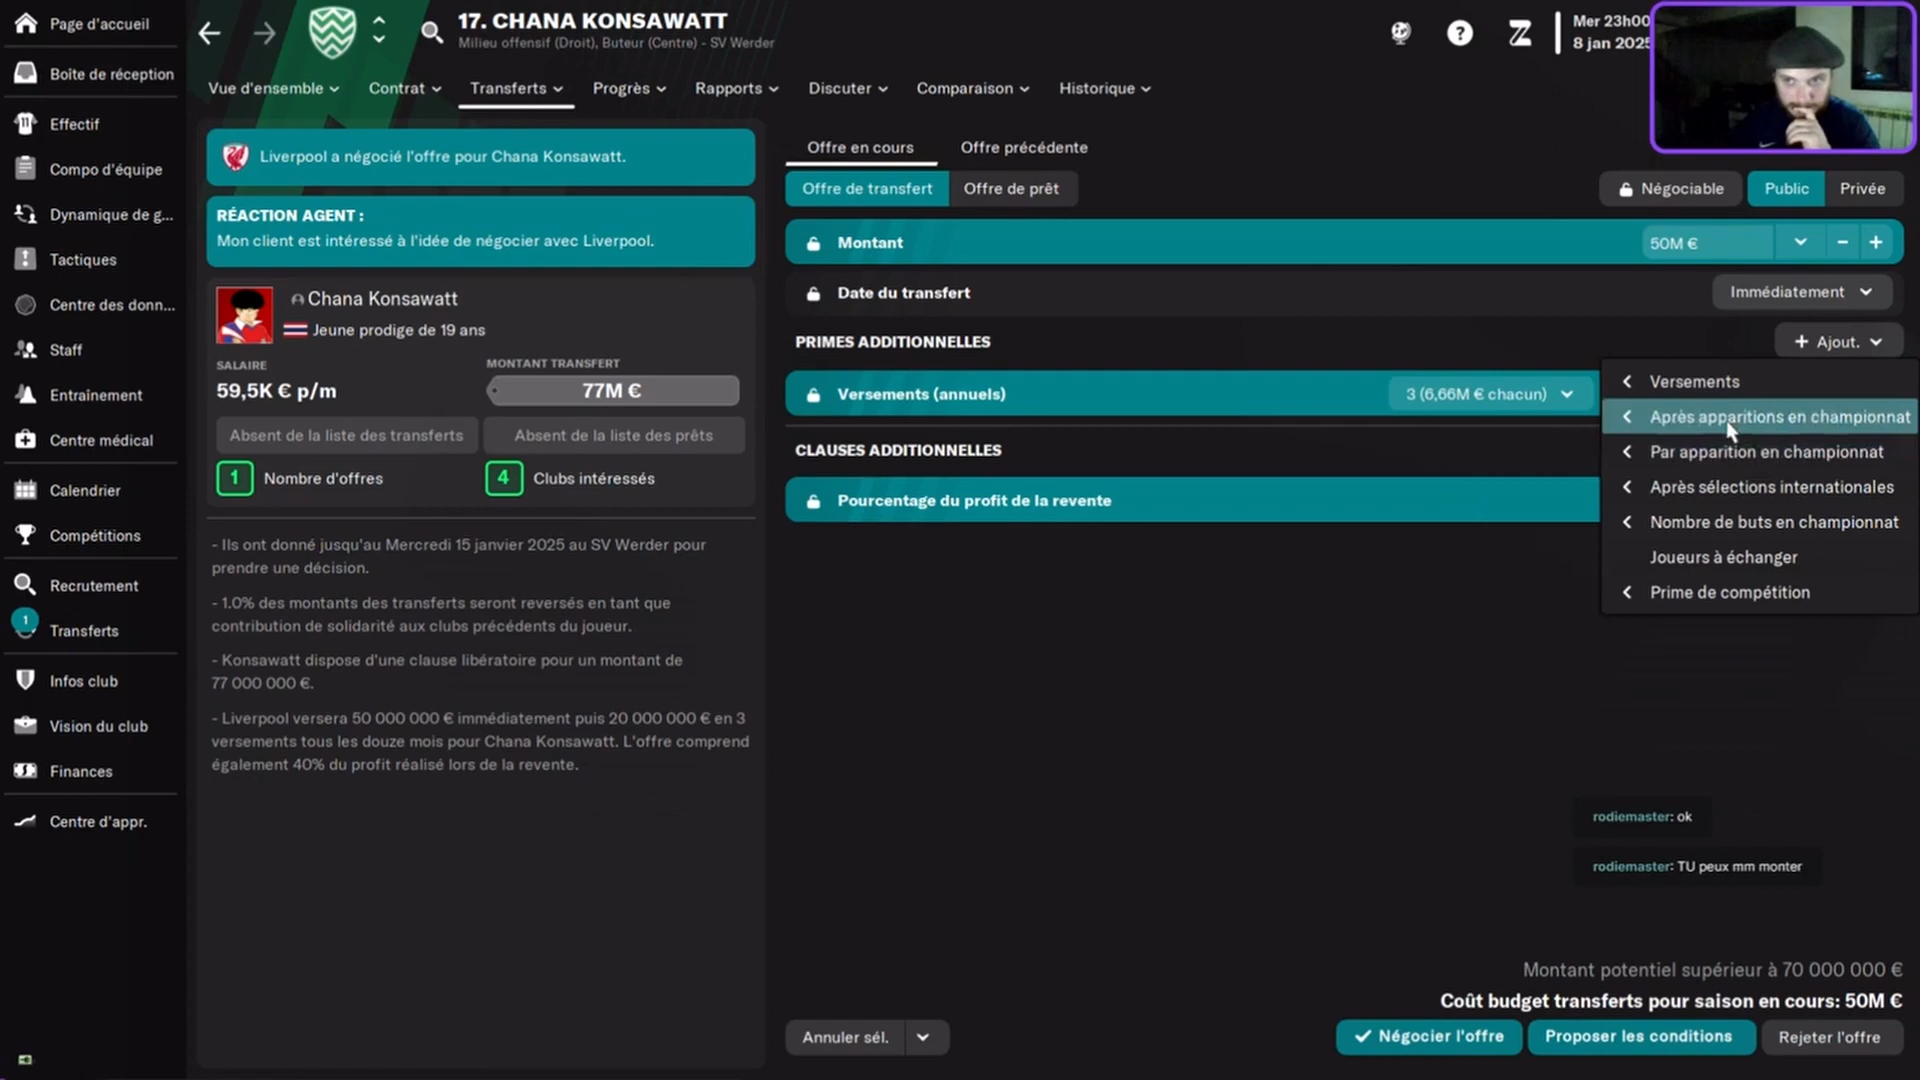 Page d'accueil
Boîte de réception
Effectif
Compo d'équipe
Dynamique de g...
Tactiques
Centre des donn...
Staff
Entraînement
Centre médical
Calendrier
Compétitions
Recrutement
1
Transferts
Infos club
Vision du club
Finances
Centre d'appr.
17. CHANA KONSAWATT
Milieu offensif (Droit), Buteur (Centre) - SV Werder
Mer 23h00
8 jan 2025
Vue d'ensemble
Contrat
Transferts
Progrès
Rapports
Discuter
Comparaison
Historique
Liverpool a négocié l'offre pour Chana Konsawatt.
RÉACTION AGENT :
Mon client est intéressé à l'idée de négocier avec Liverpool.
Chana Konsawatt
Jeune prodige de 19 ans
SALAIRE
59,5K € p/m
MONTANT TRANSFERT
77M €
Absent de la liste des transferts
Absent de la liste des prêts
1 Nombre d'offres
4 Clubs intéressés
- Ils ont donné jusqu'au Mercredi 15 janvier 2025 au SV Werder pour
prendre une décision.
- 1.0% des montants des transferts seront reversés en tant que
contribution de solidarité aux clubs précédents du joueur.
- Konsawatt dispose d'une clause libératoire pour un montant de
77 000 000 €.
- Liverpool versera 50 000 000 € immédiatement puis 20 000 000 € en 3
versements tous les douze mois pour Chana Konsawatt. L'offre comprend
également 40% du profit réalisé lors de la revente.
Offre en cours
Offre précédente
Offre de transfert
Offre de prêt
Négociable
Public
Privée
Montant
50M €
Date du transfert
Immédiatement
PRIMES ADDITIONNELLES
+ Ajout.
Versements (annuels)
3 (6,66M € chacun)
CLAUSES ADDITIONNELLES
Pourcentage du profit de la revente
Versements
Après apparitions en championnat
Par apparition en championnat
Après sélections internationales
Nombre de buts en championnat
Joueurs à échanger
Prime de compétition
rodiemaster: ok
rodiemaster: TU peux mm monter
Montant potentiel supérieur à 70 000 000 €
Coût budget transferts pour saison en cours: 50M €
Annuler sél.
Négocier l'offre
Proposer les conditions
Rejeter l'offre